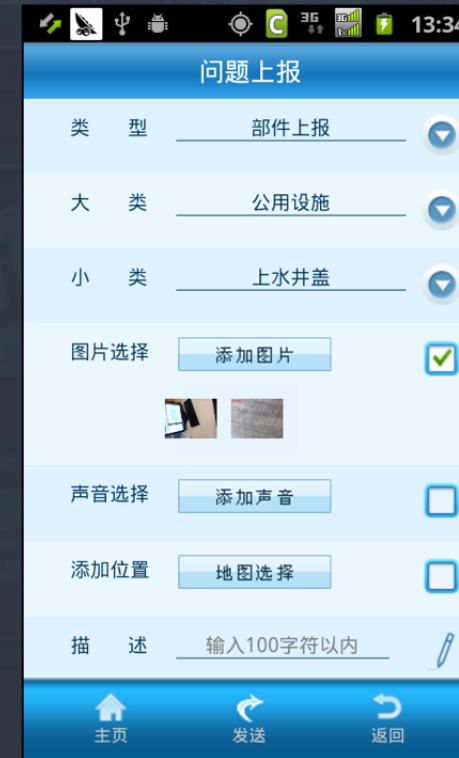 3G 3G 1X 13:34
问题上报
类 型 部件上报
大 类 公用设施
小 类 上水井盖
图片选择 添加图片
声音选择 添加声音
添加位置 地图选择
描 述 输入100字符以内
主页 发送 返回